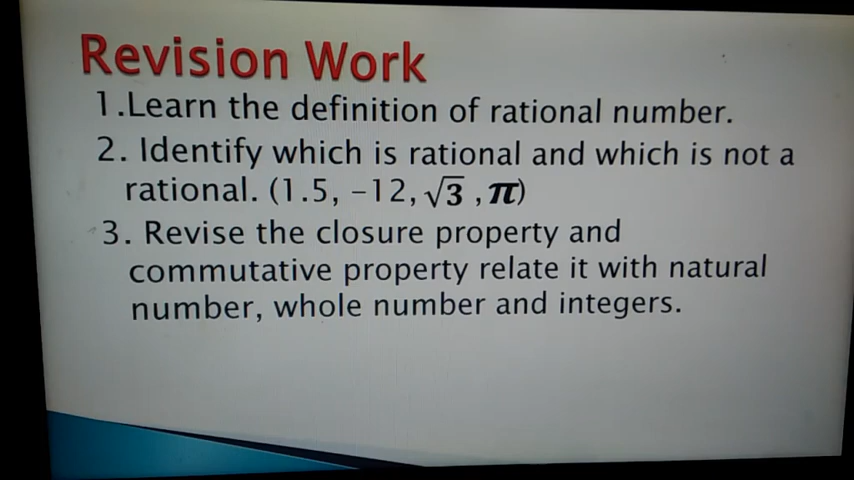 Revision Work
1.Learn the definition of rational number.
2. Identify which is rational and which is not a
rational. (1.5, −12, √3 , π)
3. Revise the closure property and
commutative property relate it with natural
number, whole number and integers.